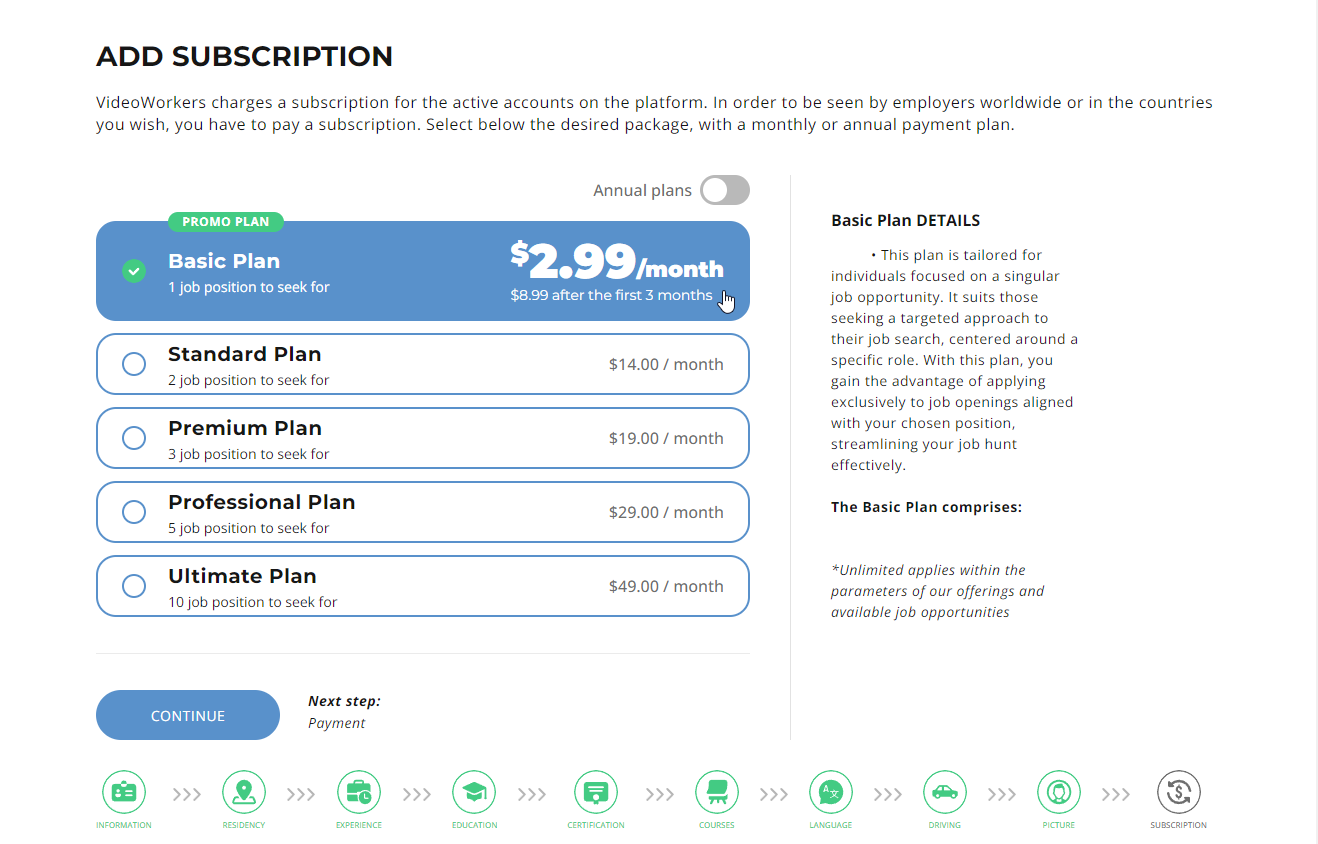 ADD SUBSCRIPTION
VideoWorkers charges a subscription for the active accounts on the platform. In order to be seen by employers worldwide or in the countries
you wish, you have to pay a subscription. Select below the desired package, with a monthly or annual payment plan.
Annual plans
PROMO PLAN
Basic Plan
1 job position to seek for
$2.99/month
$8.99 after the first 3 months
Standard Plan
2 job position to seek for
$14.00 / month
Premium Plan
3 job position to seek for
$19.00 / month
Professional Plan
5 job position to seek for
$29.00 / month
Ultimate Plan
10 job position to seek for
$49.00 / month
CONTINUE
Next step:
Payment
Basic Plan DETAILS
• This plan is tailored for
individuals focused on a singular
job opportunity. It suits those
seeking a targeted approach to
their job search, centered around a
specific role. With this plan, you
gain the advantage of applying
exclusively to job openings aligned
with your chosen position,
streamlining your job hunt
effectively.
The Basic Plan comprises:
*Unlimited applies within the
parameters of our offerings and
available job opportunities
INFORMATION
RESIDENCY
EXPERIENCE
EDUCATION
CERTIFICATION
COURSES
LANGUAGE
DRIVING
PICTURE
SUBSCRIPTION